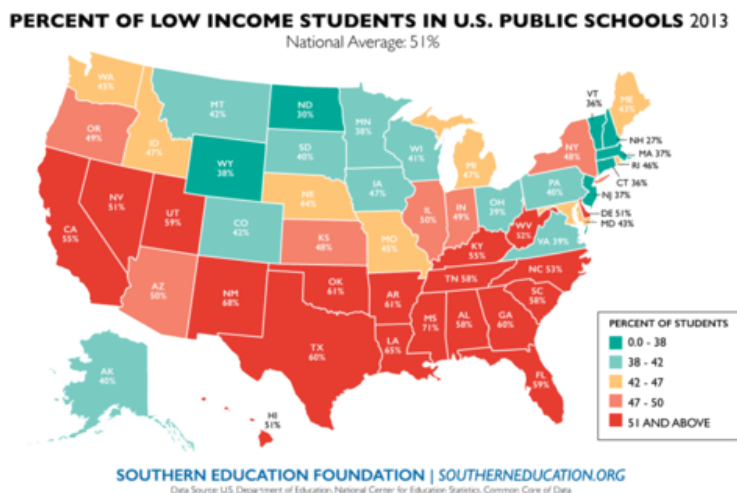 PERCENT OF LOW INCOME STUDENTS IN U.S. PUBLIC SCHOOLS 2013
National Average: 51%
WA
43%
OR
49%
ID
47%
MT
42%
ND
30%
MN
38%
WI
41%
MI
47%
NY
48%
VT
36%
ME
43%
NH 27%
MA 37%
RI 46%
CT 36%
NJ 37%
DE 51%
MD 43%
WY
38%
SD
40%
IA
47%
NE
44%
IL
50%
IN
49%
OH
39%
PA
40%
NV
51%
UT
59%
CO
42%
KS
48%
MO
45%
KY
55%
WV
52%
VA 39%
CA
55%
AZ
50%
NM
68%
OK
61%
AR
61%
TN 58%
NC 53%
SC
58%
TX
60%
LA
65%
MS
71%
AL
58%
GA
60%
FL
59%
AK
40%
HI
51%
PERCENT OF STUDENTS
0.0 - 38
38 - 42
42 - 47
47 - 50
51 AND ABOVE
SOUTHERN EDUCATION FOUNDATION | SOUTHERNEDUCATION.ORG
Data Source: U.S. Department of Education, National Center for Education Statistics, Common Core of Data